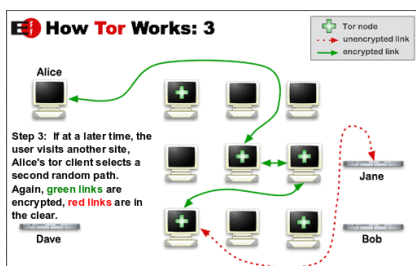 EFF How Tor Works: 3
Tor node
unencrypted link
encrypted link
Alice
Step 3: If at a later time, the
user visits another site,
Alice's tor client selects a
second random path.
Again, green links are
encrypted, red links are in
the clear.
Jane
Dave
Bob